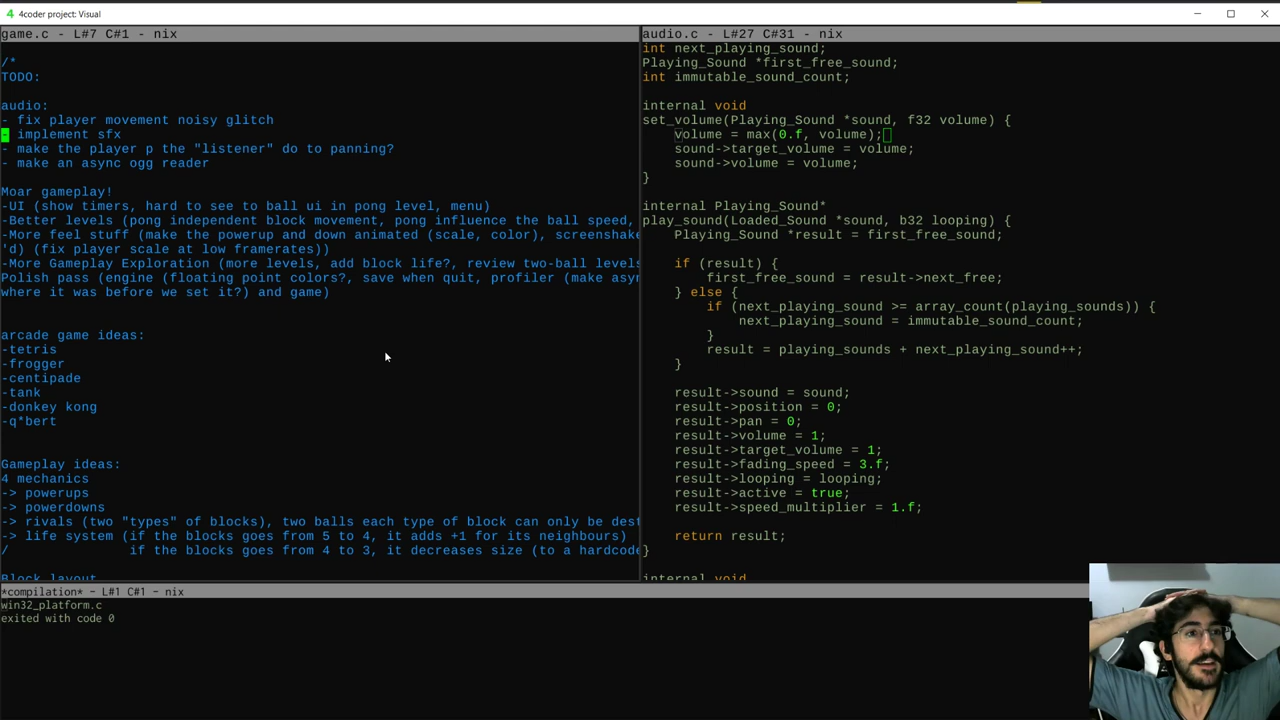 4 4coder project: Visual
game.c - L#7 C#1 - nix
/*
TODO:
audio:
- fix player movement noisy glitch
- implement sfx
- make the player p the "listener" do to panning?
- make an async ogg reader
Moar gameplay!
-UI (show timers, hard to see to ball ui in pong level, menu)
-Better levels (pong independent block movement, pong influence the ball speed,
-More feel stuff (make the powerup and down animated (scale, color), screenshake
'd) (fix player scale at low framerates))
-More Gameplay Exploration (more levels, add block life?, review two-ball levels
Polish pass (engine (floating point colors?, save when quit, profiler (make asyn
where it was before we set it?) and game)
arcade game ideas:
-tetris
-frogger
-centipade
-tank
-donkey kong
-q*bert
Gameplay ideas:
4 mechanics
-> powerups
-> powerdowns
-> rivals (two "types" of blocks), two balls each type of block can only be dest
-> life system (if the blocks goes from 5 to 4, it adds +1 for its neighbours)
/ if the blocks goes from 4 to 3, it decreases size (to a hardcode
Block layout
audio.c - L#27 C#31 - nix
int next_playing_sound;
Playing_Sound *first_free_sound;
int immutable_sound_count;
internal void
set_volume(Playing_Sound *sound, f32 volume) {
volume = max(0.f, volume);
sound->target_volume = volume;
sound->volume = volume;
}
internal Playing_Sound*
play_sound(Loaded_Sound *sound, b32 looping) {
Playing_Sound *result = first_free_sound;
if (result) {
first_free_sound = result->next_free;
} else {
if (next_playing_sound >= array_count(playing_sounds)) {
next_playing_sound = immutable_sound_count;
}
result = playing_sounds + next_playing_sound++;
}
result->sound = sound;
result->position = 0;
result->pan = 0;
result->volume = 1;
result->target_volume = 1;
result->fading_speed = 3.f;
result->looping = looping;
result->active = true;
result->speed_multiplier = 1.f;
return result;
}
internal void
*compilation* - L#1 C#1 - nix
win32_platform.c
exited with code 0